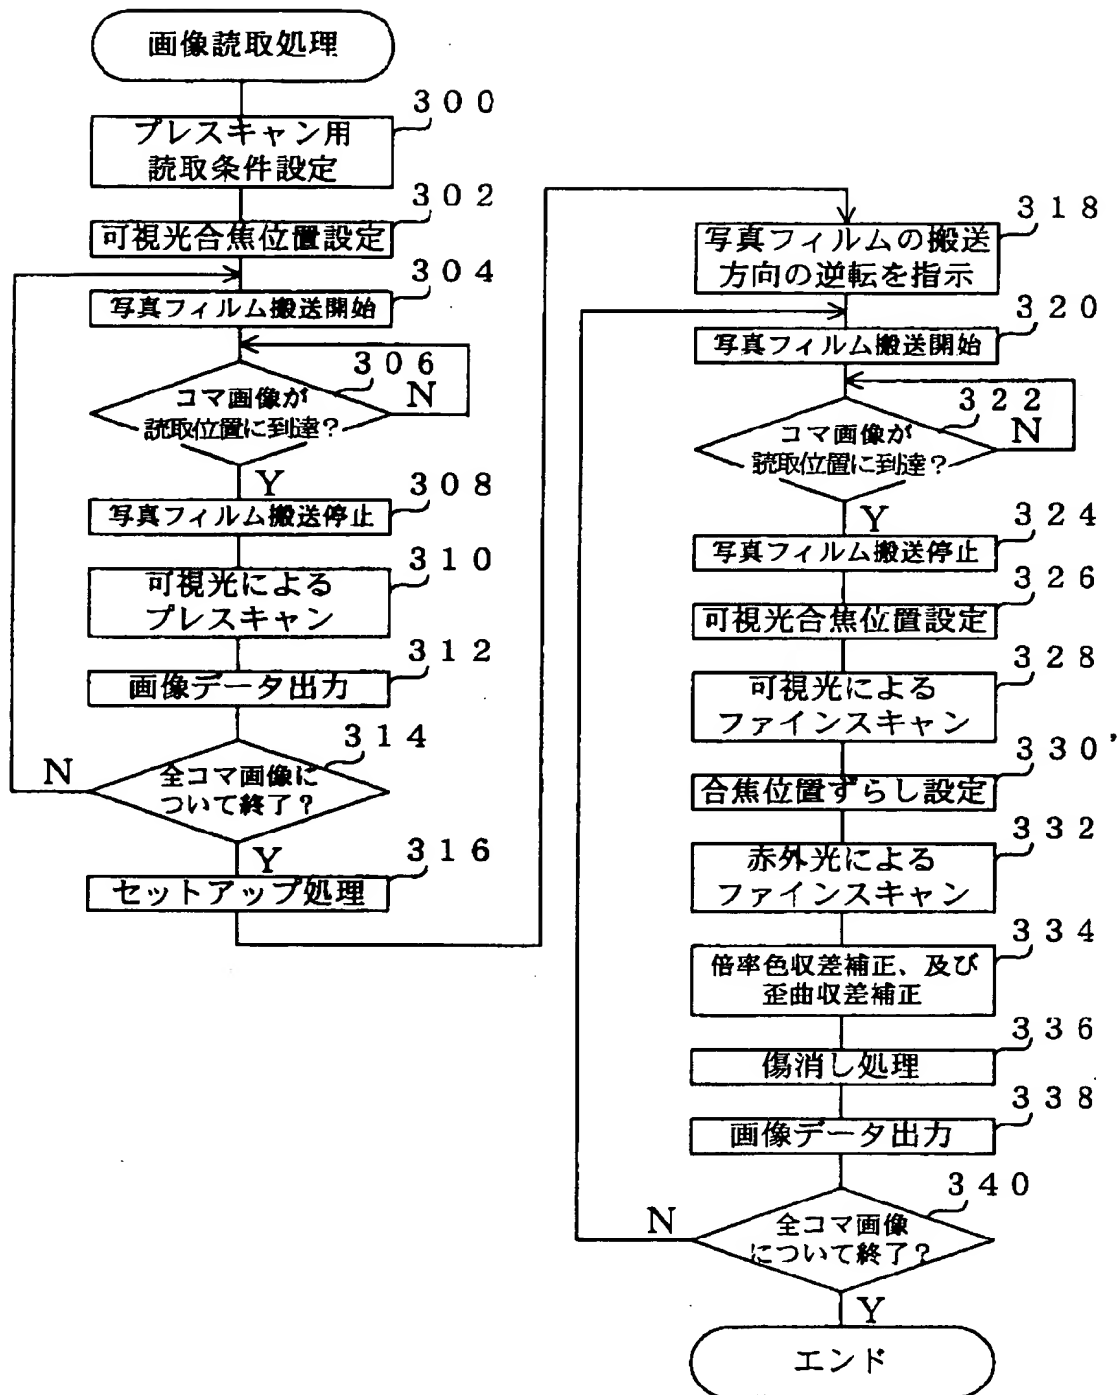 画像読取処理
３００
プレスキャン用
読取条件設定
３０２
可視光合焦位置設定
３０４
写真フィルム搬送開始
３０６
コマ画像が
読取位置に到達？
N
Y
３０８
写真フィルム搬送停止
３１０
可視光による
プレスキャン
３１２
画像データ出力
３１４
全コマ画像に
ついて終了？
N
Y
３１６
セットアップ処理
３１８
写真フィルムの搬送
方向の逆転を指示
３２０
写真フィルム搬送開始
３２２
コマ画像が
読取位置に到達？
N
Y
３２４
写真フィルム搬送停止
３２６
可視光合焦位置設定
３２８
可視光による
ファインスキャン
３３０
合焦位置ずらし設定
３３２
赤外光による
ファインスキャン
３３４
倍率色収差補正、及び
歪曲収差補正
３３６
傷消し処理
３３８
画像データ出力
３４０
全コマ画像
について終了？
N
Y
エンド